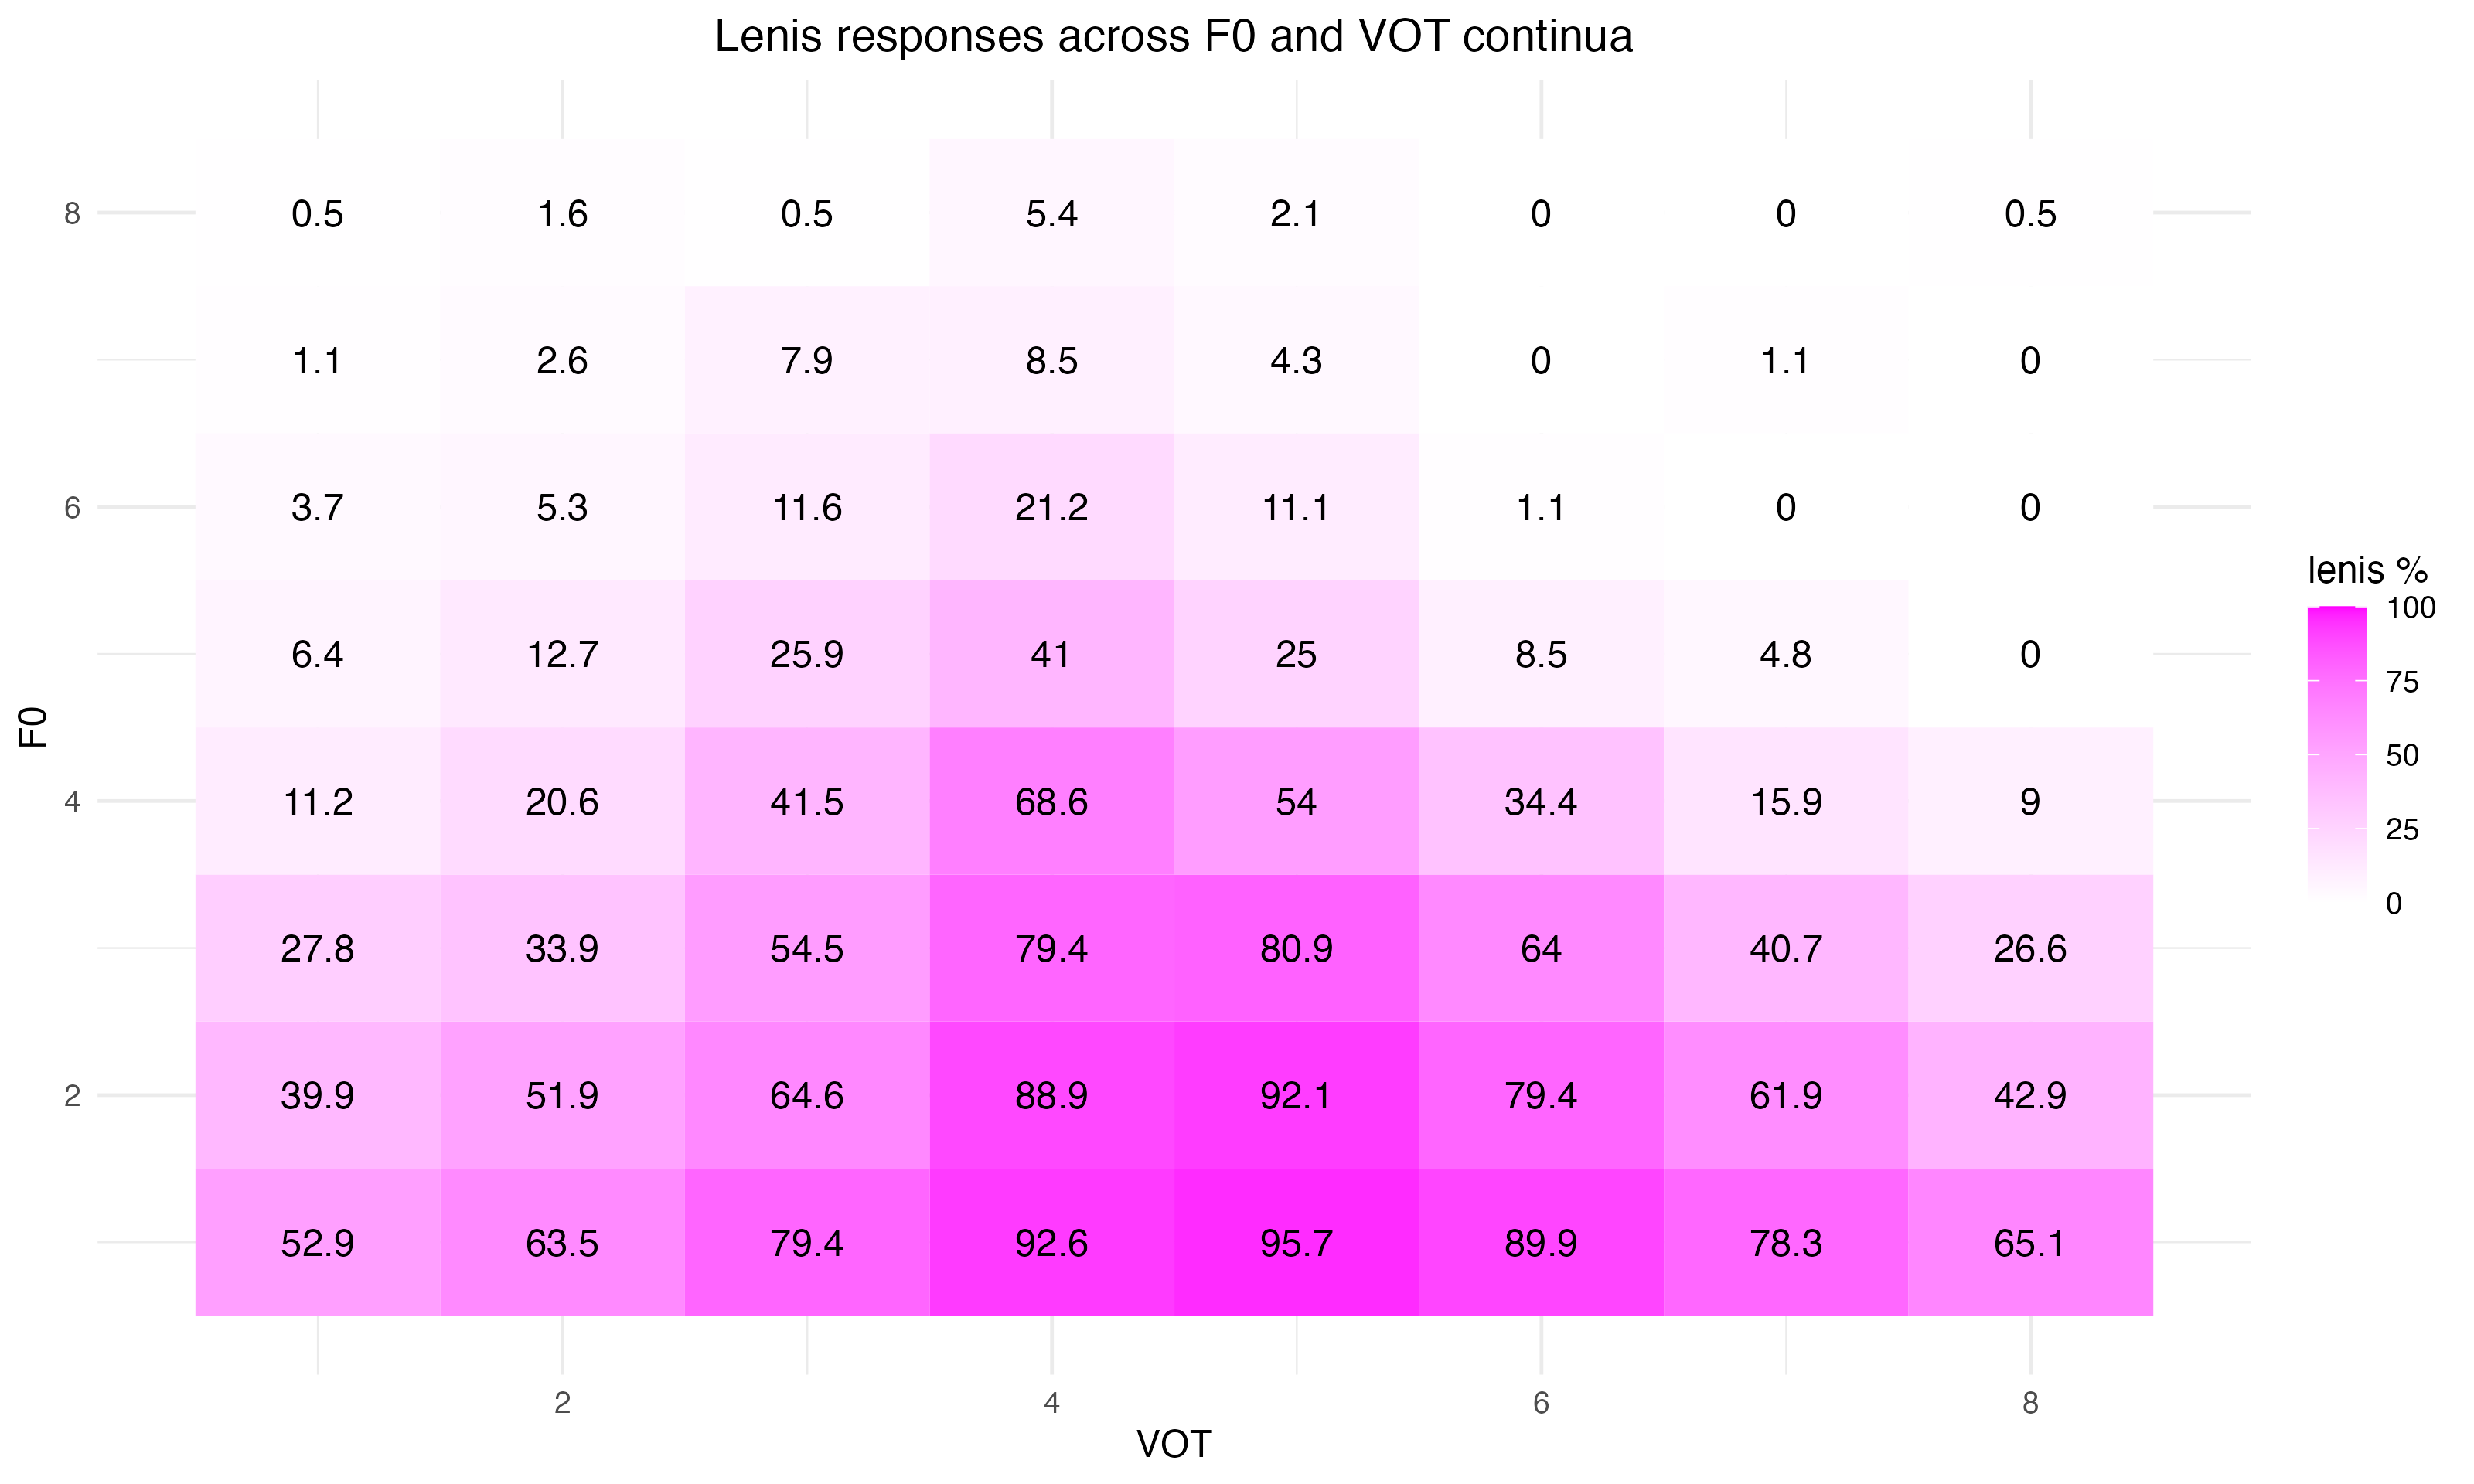 Lenis responses across F0 and VOT continua
8 0.5 1.6 0.5 5.4 2.1 0 0 0.5
1.1 2.6 7.9 8.5 4.3 0 1.1 0
6 3.7 5.3 11.6 21.2 11.1 1.1 0 0
6.4 12.7 25.9 41 25 8.5 4.8 0
4 11.2 20.6 41.5 68.6 54 34.4 15.9 9
27.8 33.9 54.5 79.4 80.9 64 40.7 26.6
2 39.9 51.9 64.6 88.9 92.1 79.4 61.9 42.9
52.9 63.5 79.4 92.6 95.7 89.9 78.3 65.1
2 4 6 8
VOT
F0
lenis %
100
75
50
25
0